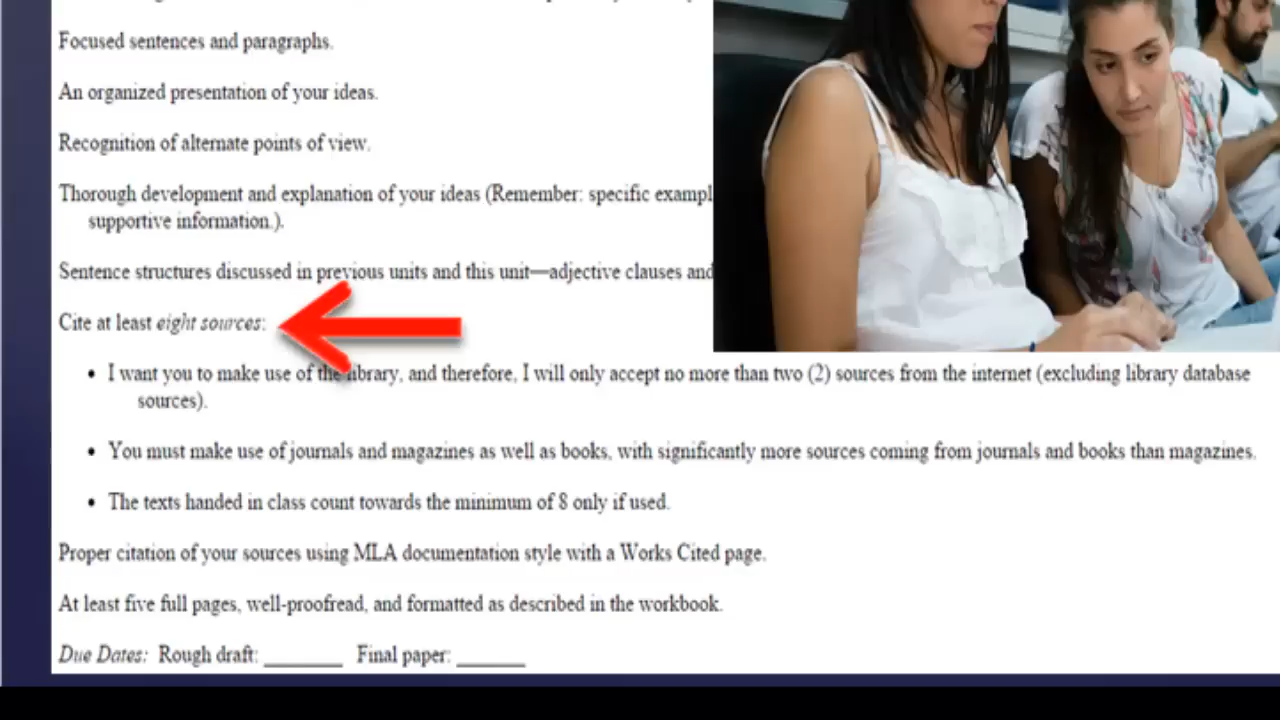 Focused sentences and paragraphs.
An organized presentation of your ideas.
Recognition of alternate points of view.
Thorough development and explanation of your ideas (Remember: specific exampl
supportive information.).
Sentence structures discussed in previous units and this unit—adjective clauses and
Cite at least eight sources:
• I want you to make use of the library, and therefore, I will only accept no more than two (2) sources from the internet (excluding library database
sources).
• You must make use of journals and magazines as well as books, with significantly more sources coming from journals and books than magazines.
• The texts handed in class count towards the minimum of 8 only if used.
Proper citation of your sources using MLA documentation style with a Works Cited page.
At least five full pages, well-proofread, and formatted as described in the workbook.
Due Dates: Rough draft: ________ Final paper: _______